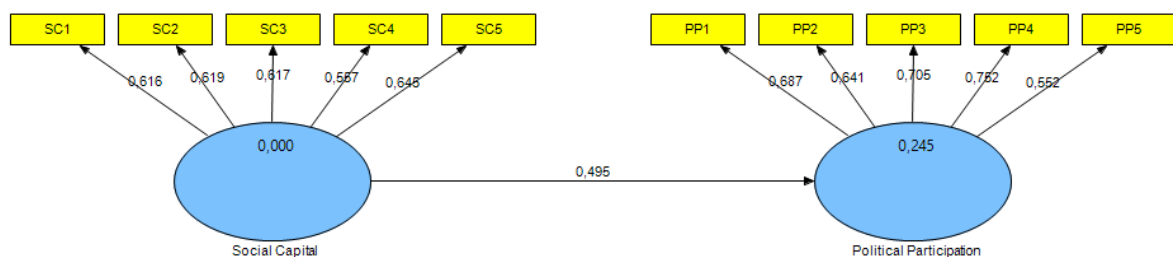 SC1 SC2 SC3 SC4 SC5 PP1 PP2 PP3 PP4 PP5
0,616 0,619 0,617 0,557 0,645 0,687 0,641 0,705 0,752 0,552
0,000 0,245
0,495
Social Capital Political Participation